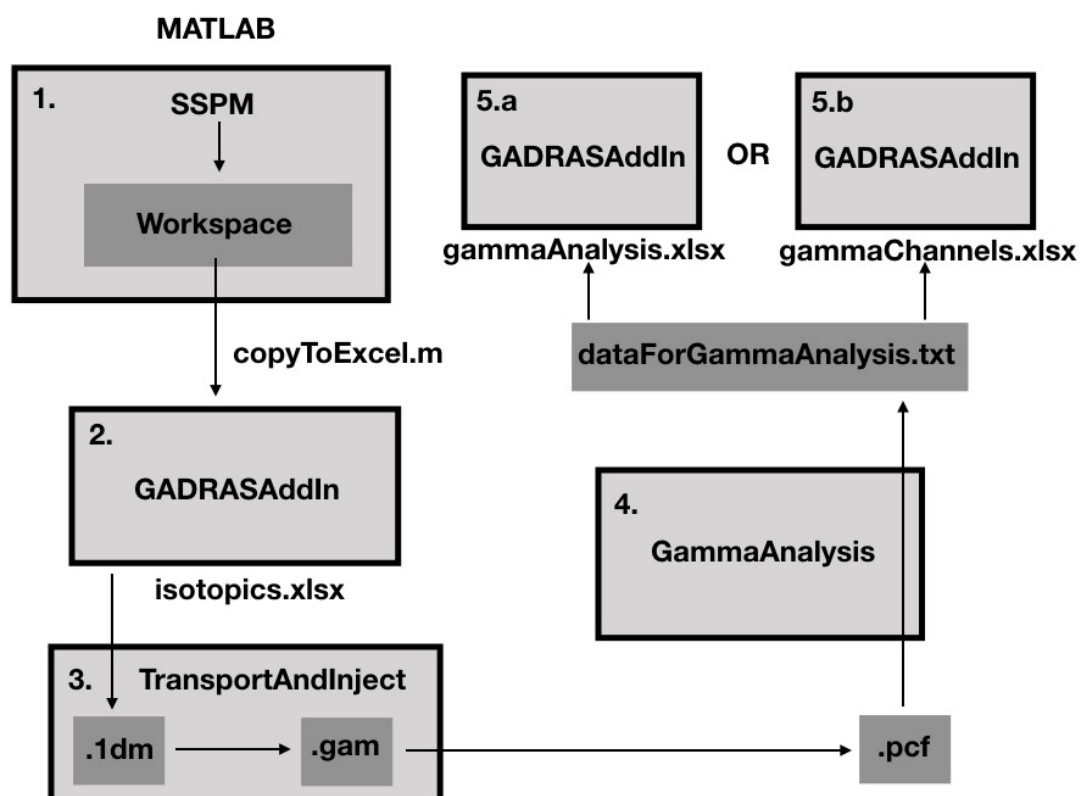 MATLAB
1.
SSPM
Workspace
copyToExcel.m
2.
GADRASAddIn
isotopics.xlsx
3. TransportAndInject
.1dm
.gam
.pcf
4.
GammaAnalysis
dataForGammaAnalysis.txt
5.a
GADRASAddIn
gammaAnalysis.xlsx
OR
5.b
GADRASAddIn
gammaChannels.xlsx